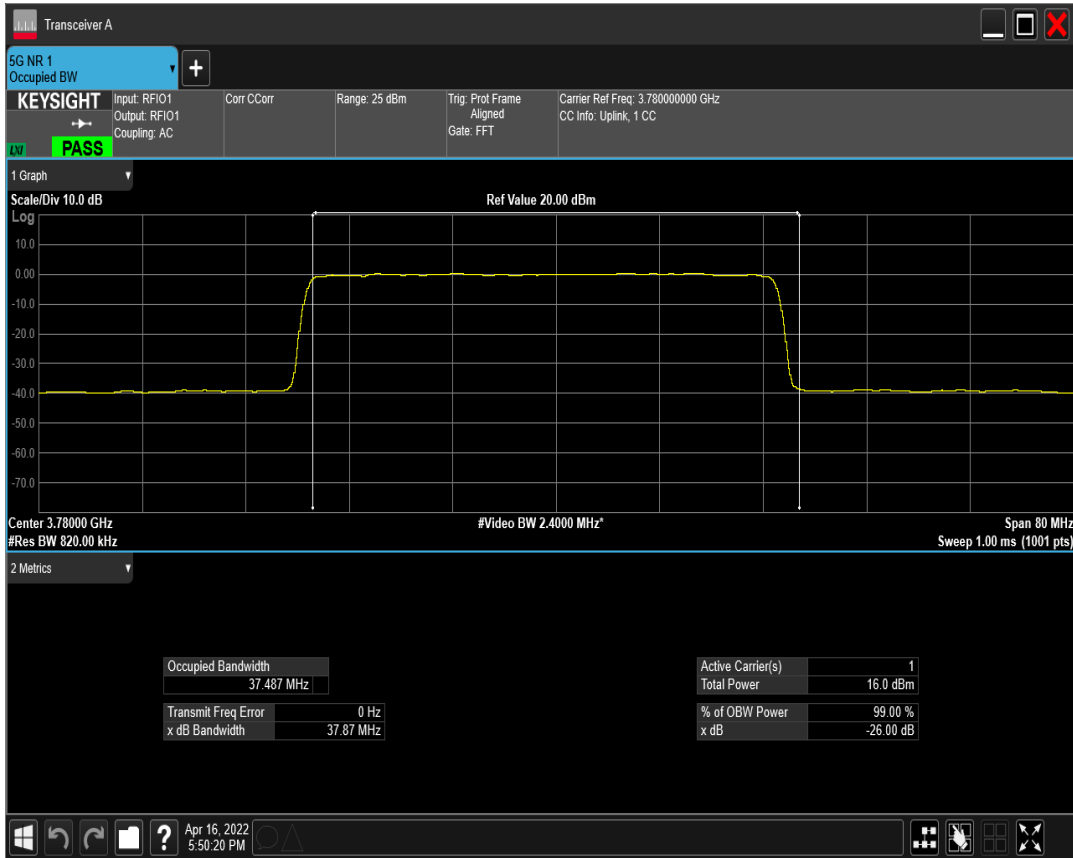 Transceiver A
5G NR 1
Occupied BW
+
KEYSIGHT
Input: RFIO1
Output: RFIO1
Coupling: AC
Corr CCorr
Range: 25 dBm
Trig: Prot Frame
Aligned
Gate: FFT
Carrier Ref Freq: 3.780000000 GHz
CC Info: Uplink, 1 CC
LXI
PASS
1 Graph
Scale/Div 10.0 dB
Ref Value 20.00 dBm
Log
10.0
0.00
-10.0
-20.0
-30.0
-40.0
-50.0
-60.0
-70.0
Center 3.78000 GHz
#Video BW 2.4000 MHz*
Span 80 MHz
#Res BW 820.00 kHz
Sweep 1.00 ms (1001 pts)
2 Metrics
Occupied Bandwidth
37.487 MHz
Transmit Freq Error 0 Hz
x dB Bandwidth 37.87 MHz
Active Carrier(s) 1
Total Power 16.0 dBm
% of OBW Power 99.00 %
x dB -26.00 dB
?
Apr 16, 2022
5:50:20 PM